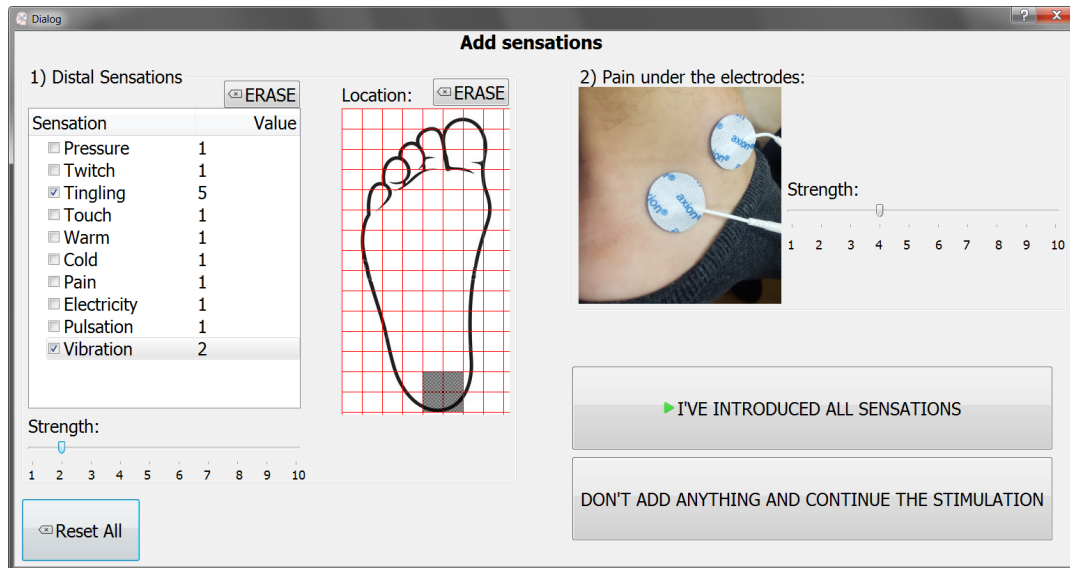 Dialog
?
X
Add sensations
1) Distal Sensations
ERASE
Sensation Value
Pressure 1
Twitch 1
Tingling 5
Touch 1
Warm 1
Cold 1
Pain 1
Electricity 1
Pulsation 1
Vibration 2
Strength:
1 2 3 4 5 6 7 8 9 10
Reset All
Location:
ERASE
2) Pain under the electrodes:
axion®
axion®
axion®
Strength:
1 2 3 4 5 6 7 8 9 10
I'VE INTRODUCED ALL SENSATIONS
DON'T ADD ANYTHING AND CONTINUE THE STIMULATION